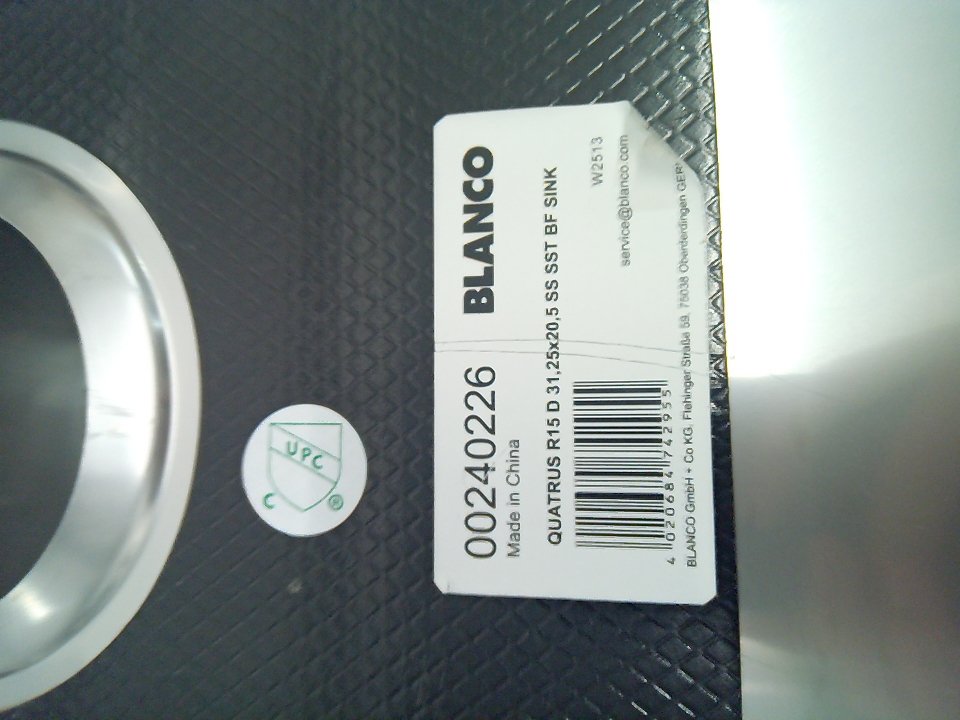 00240226 BLANCO
Made in China
QUATRUS R15 D 31,25x20,5 SS SST BF SINK
W2513
service@blanco.com
4 020684 742955
BLANCO GmbH + Co KG, Flehinger Straße 59, 75038 Oberderdingen GER
C UPC ®